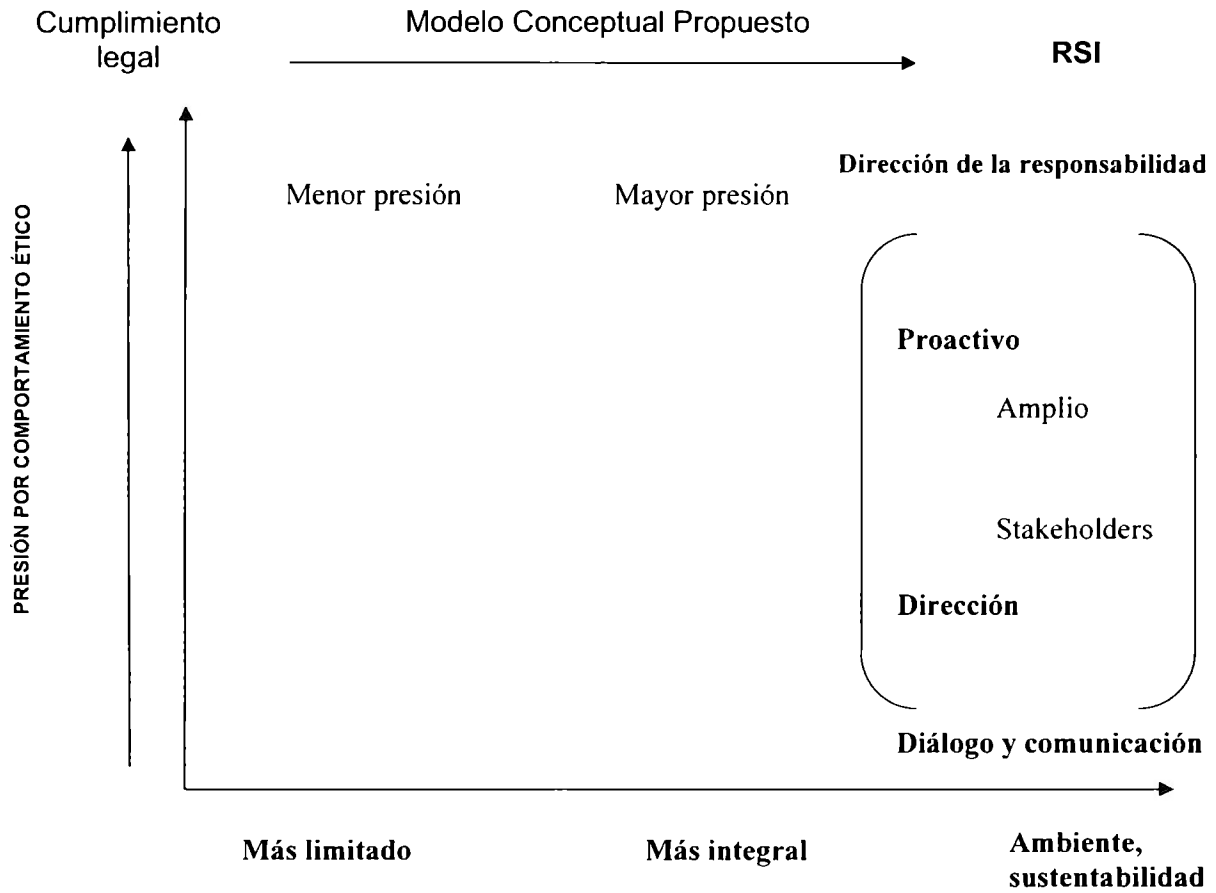 Cumplimiento
legal
Modelo Conceptual Propuesto
RSI
Dirección de la responsabilidad
Menor presión
Mayor presión
PRESIÓN POR COMPORTAMIENTO ÉTICO
Proactivo
Amplio
Stakeholders
Dirección
Diálogo y comunicación
Más limitado
Más integral
Ambiente,
sustentabilidad